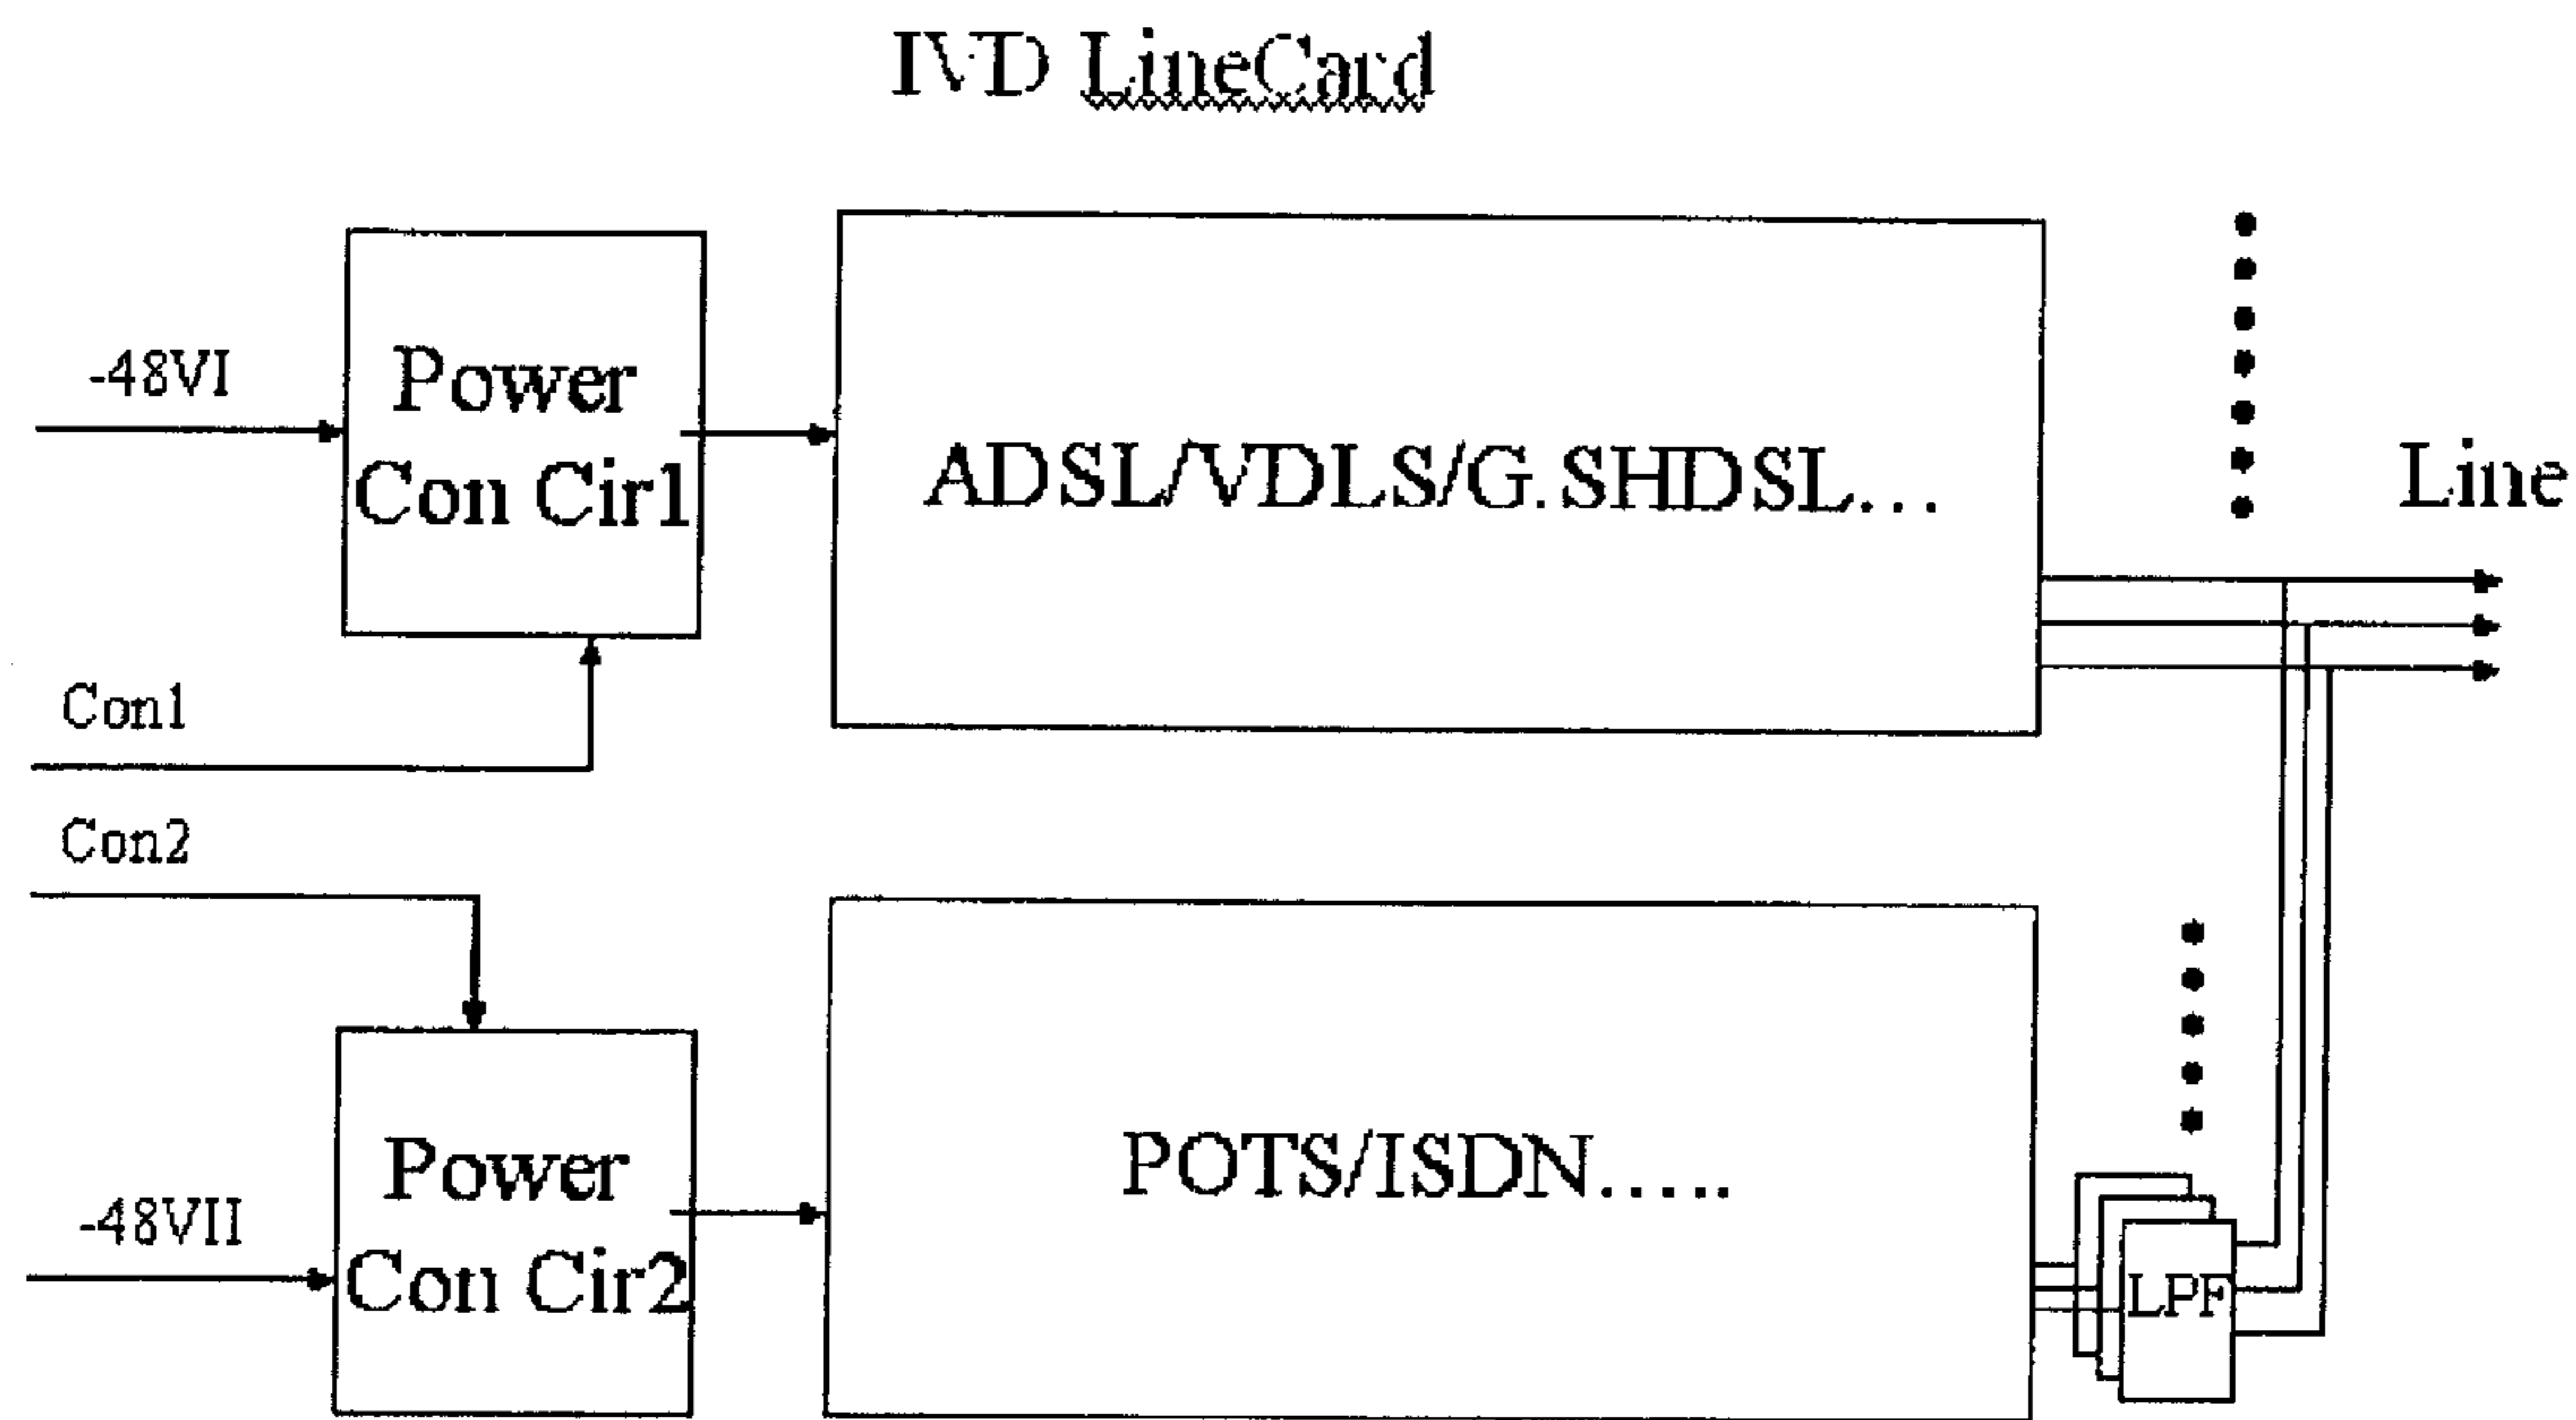 IVD LineCard
-48VI
Power
Con Cir1
ADSL/VDLS/G.SHDSL...
Line
Con1
Con2
-48VII
Power
Con Cir2
POTS/ISDN.....
LPF